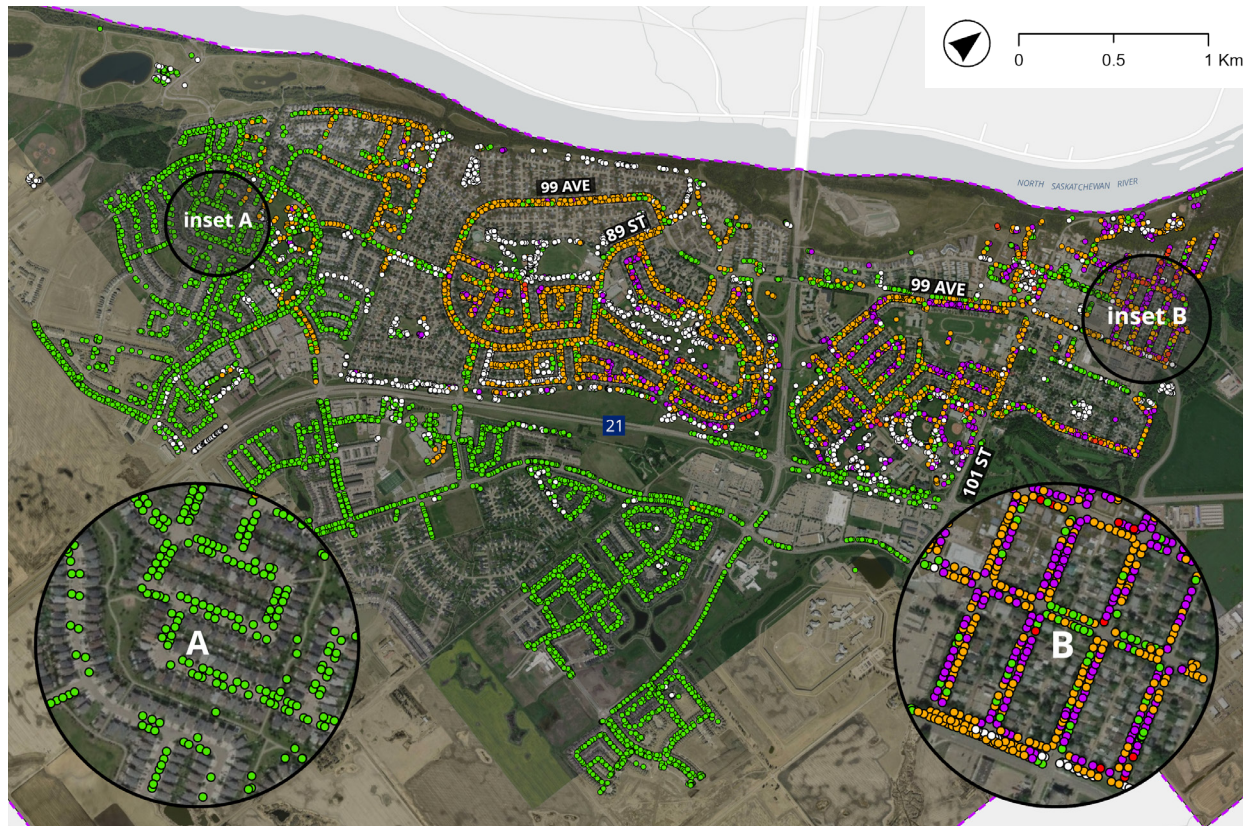 0 0.5 1 Km
NORTH SASKATCHEWAN RIVER
99 AVE
89 ST
inset A
99 AVE
inset B
21
101 ST
A
B